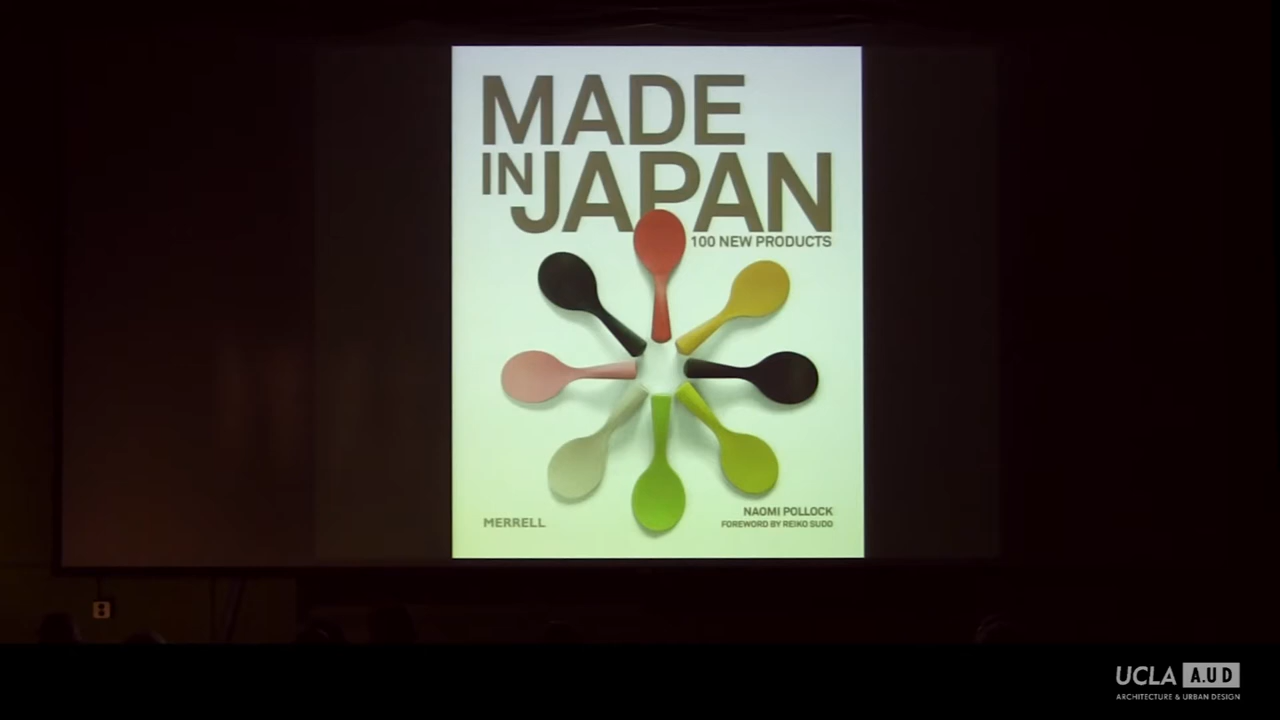 MADE
IN JAPAN
100 NEW PRODUCTS
NAOMI POLLOCK
FOREWORD BY REIKO SUDO
MERRELL
UCLA A.UD
ARCHITECTURE & URBAN DESIGN